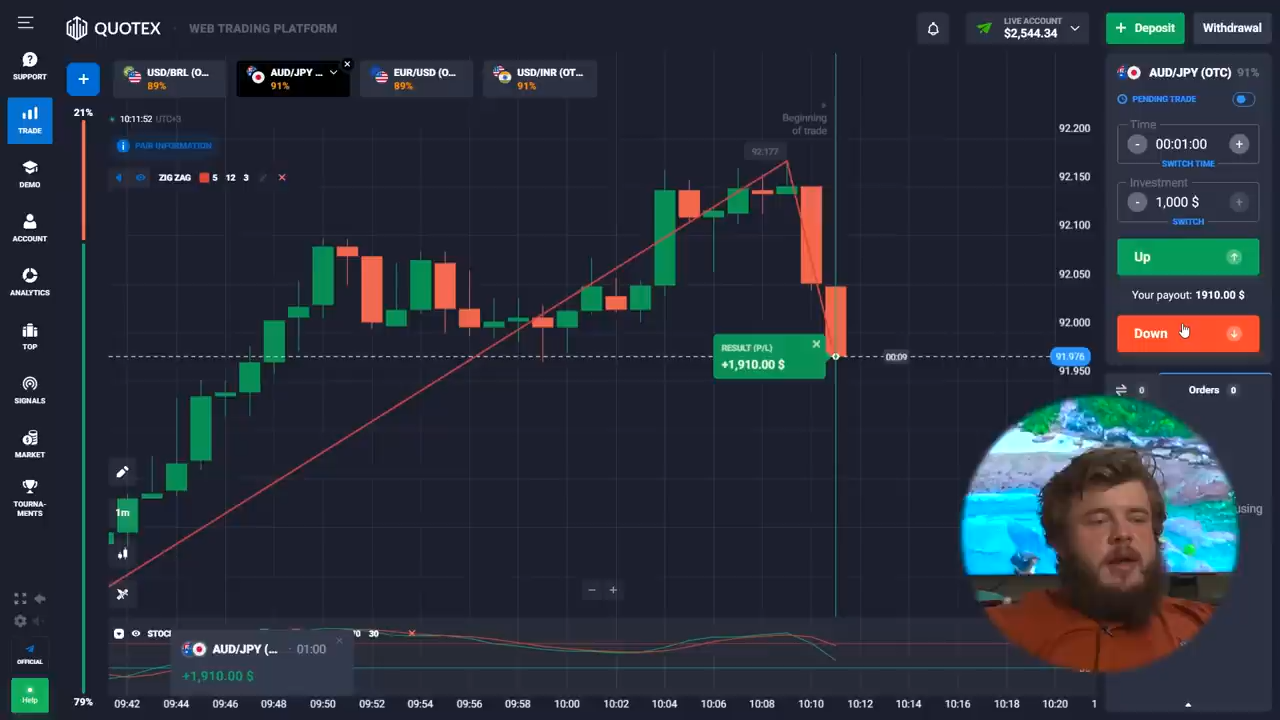 QUOTEX
WEB TRADING PLATFORM
LIVE ACCOUNT
$2,544.34
+ Deposit
Withdrawal
SUPPORT
TRADE
DEMO
ACCOUNT
ANALYTICS
TOP
SIGNALS
MARKET
TOURNA-
MENTS
OFFICIAL
Help
+
USD/BRL (O...
89%
AUD/JPY ...
91%
EUR/USD (O...
89%
USD/INR (OT...
91%
21%
79%
10:11:52 UTC+3
PAIR INFORMATION
ZIG ZAG 5 12 3
Beginning
of trade
92.177
92.200
92.150
92.100
92.050
92.000
91.976
91.950
RESULT (P/L)
+1,910.00 $
00:09
1m
STOC
30
AUD/JPY (... 01:00
+1,910.00 $
09:42 09:44 09:46 09:48 09:50 09:52 09:54 09:56 09:58 10:00 10:02 10:04 10:06 10:08 10:10 10:12 10:14 10:16 10:18 10:20 1
AUD/JPY (OTC) 91%
PENDING TRADE
Time
- 00:01:00 +
SWITCH TIME
Investment
- 1,000 $ +
SWITCH
Up
Your payout: 1910.00 $
Down
0
Orders 0
using